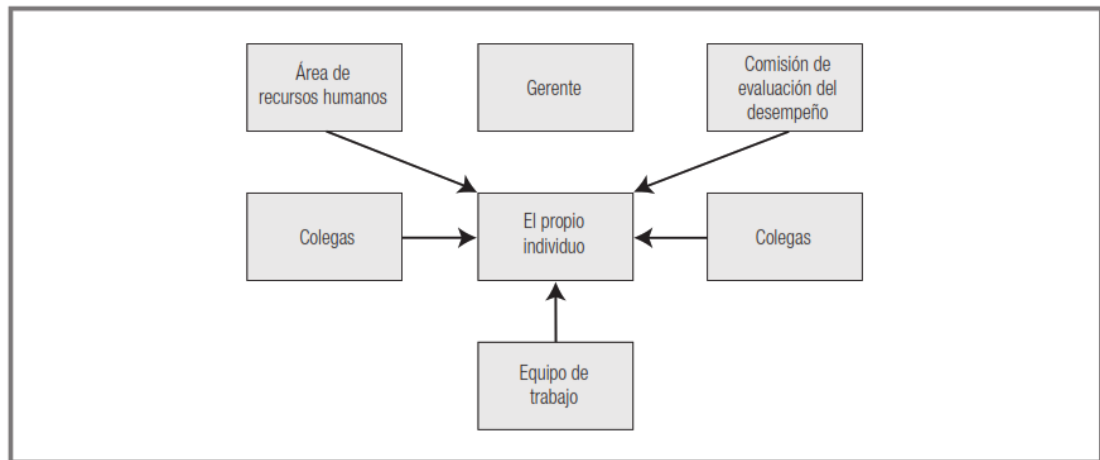 Área de
recursos humanos
Gerente
Comisión de
evaluación del
desempeño
Colegas
El propio
individuo
Colegas
Equipo de
trabajo